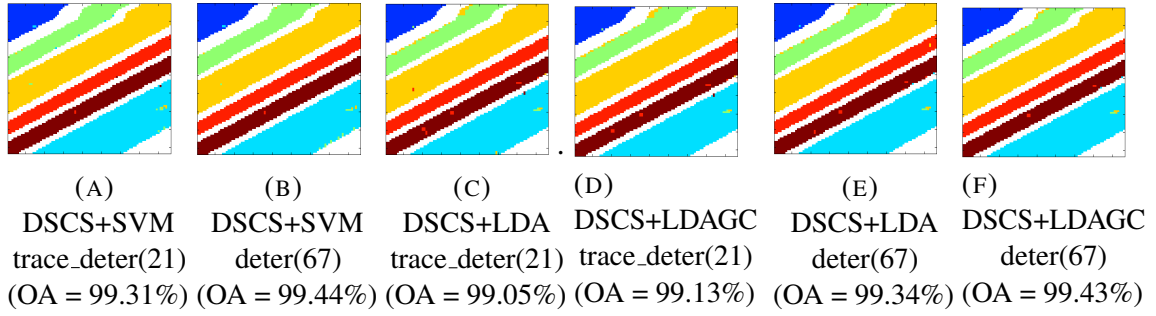 (A)
DSCS+SVM
trace_deter(21)
(OA = 99.31%)
(B)
DSCS+SVM
deter(67)
(OA = 99.44%)
(C)
DSCS+LDA
trace_deter(21)
(OA = 99.05%)
.
(D)
DSCS+LDAGC
trace_deter(21)
(OA = 99.13%)
(E)
DSCS+LDA
deter(67)
(OA = 99.34%)
(F)
DSCS+LDAGC
deter(67)
(OA = 99.43%)